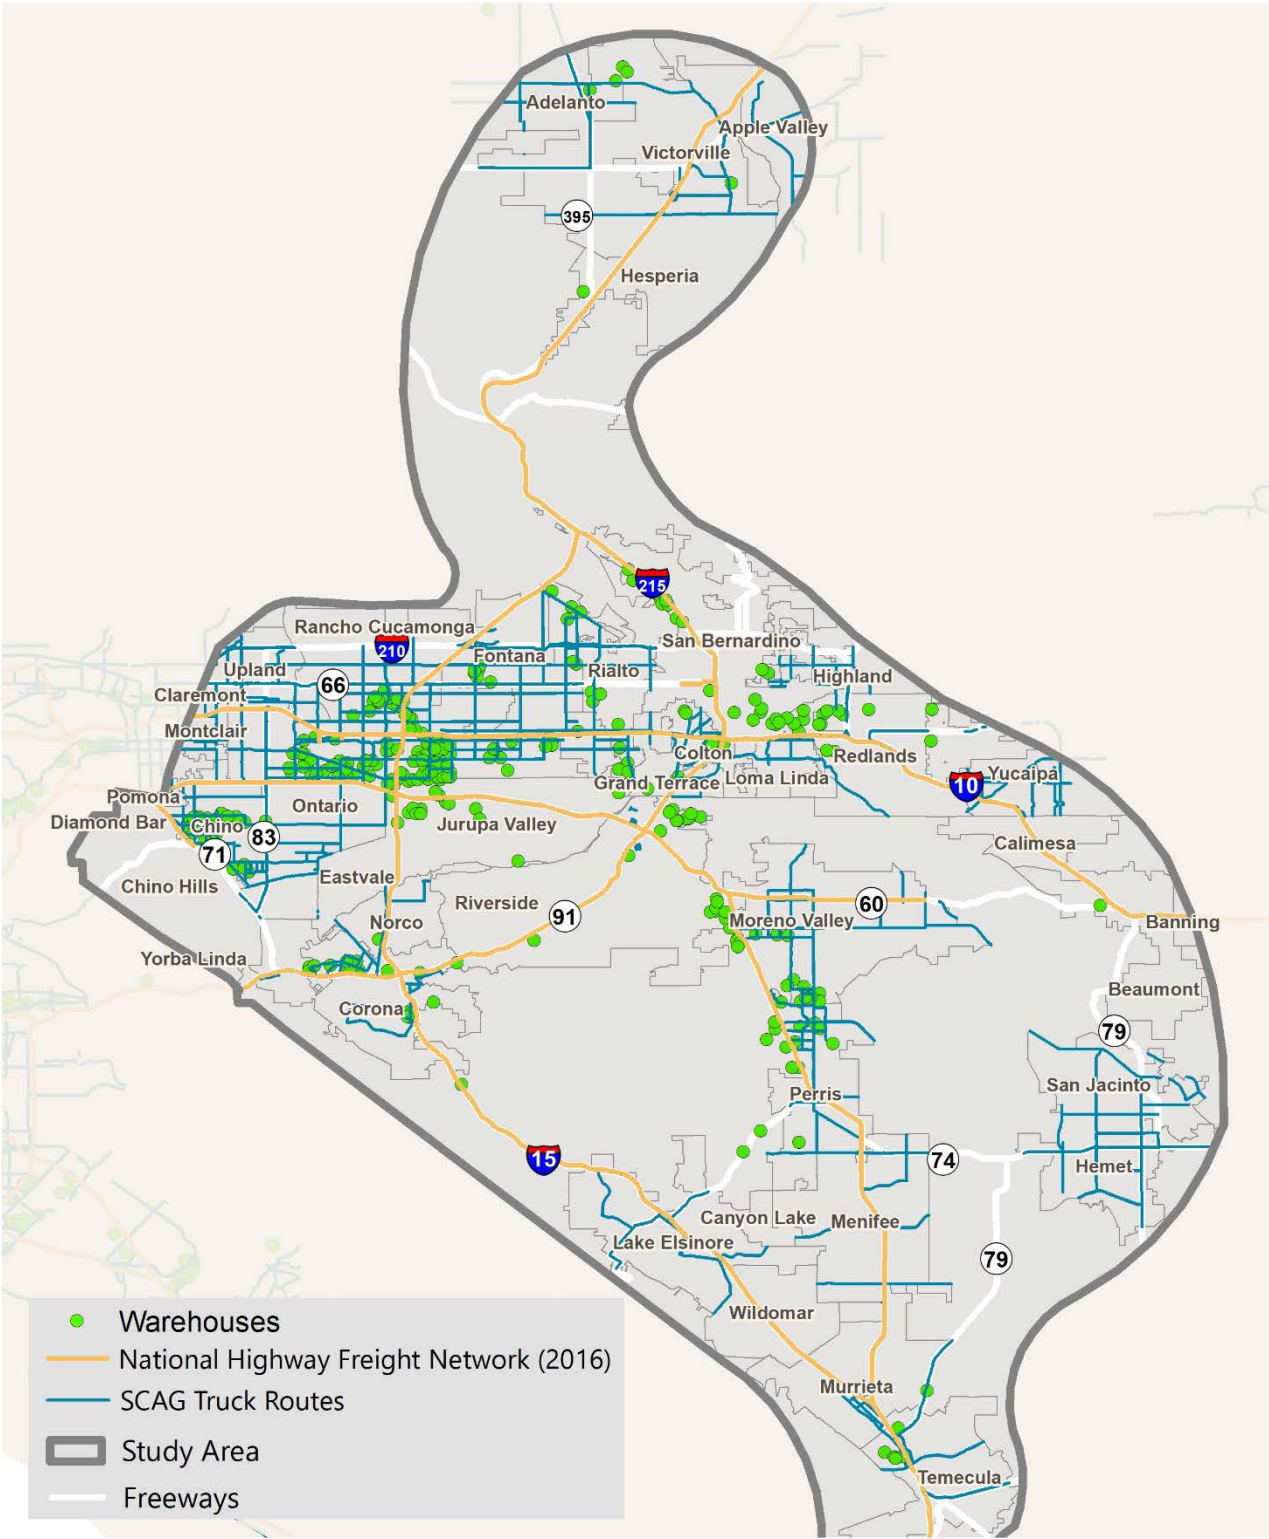 Adelanto
Apple Valley
Victorville
395
Hesperia
215
Rancho Cucamonga
210
San Bernardino
Fontana
Upland
Rialto
Highland
66
Claremont
Montclair
Colton
Redlands
Grand Terrace
Loma Linda
Yucaipa
10
Pomona
Ontario
Diamond Bar
Chino
83
Jurupa Valley
71
Calimesa
Chino Hills
Eastvale
Riverside
91
60
Norco
Moreno Valley
Banning
Yorba Linda
Beaumont
Corona
79
San Jacinto
Perris
15
74
Hemet
Canyon Lake
Menifee
Lake Elsinore
79
Wildomar
Murrieta
Temecula
Warehouses
National Highway Freight Network (2016)
SCAG Truck Routes
Study Area
Freeways